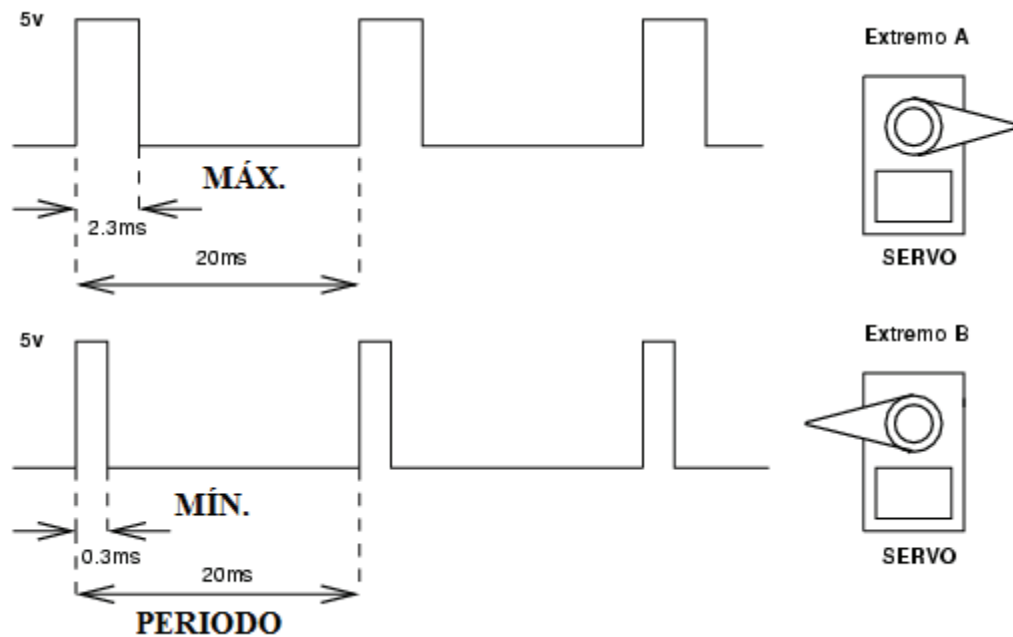 5v
Extremo A
MÁX.
2.3ms
20ms
SERVO
5v
Extremo B
MÍN.
0.3ms
20ms
SERVO
PERIODO